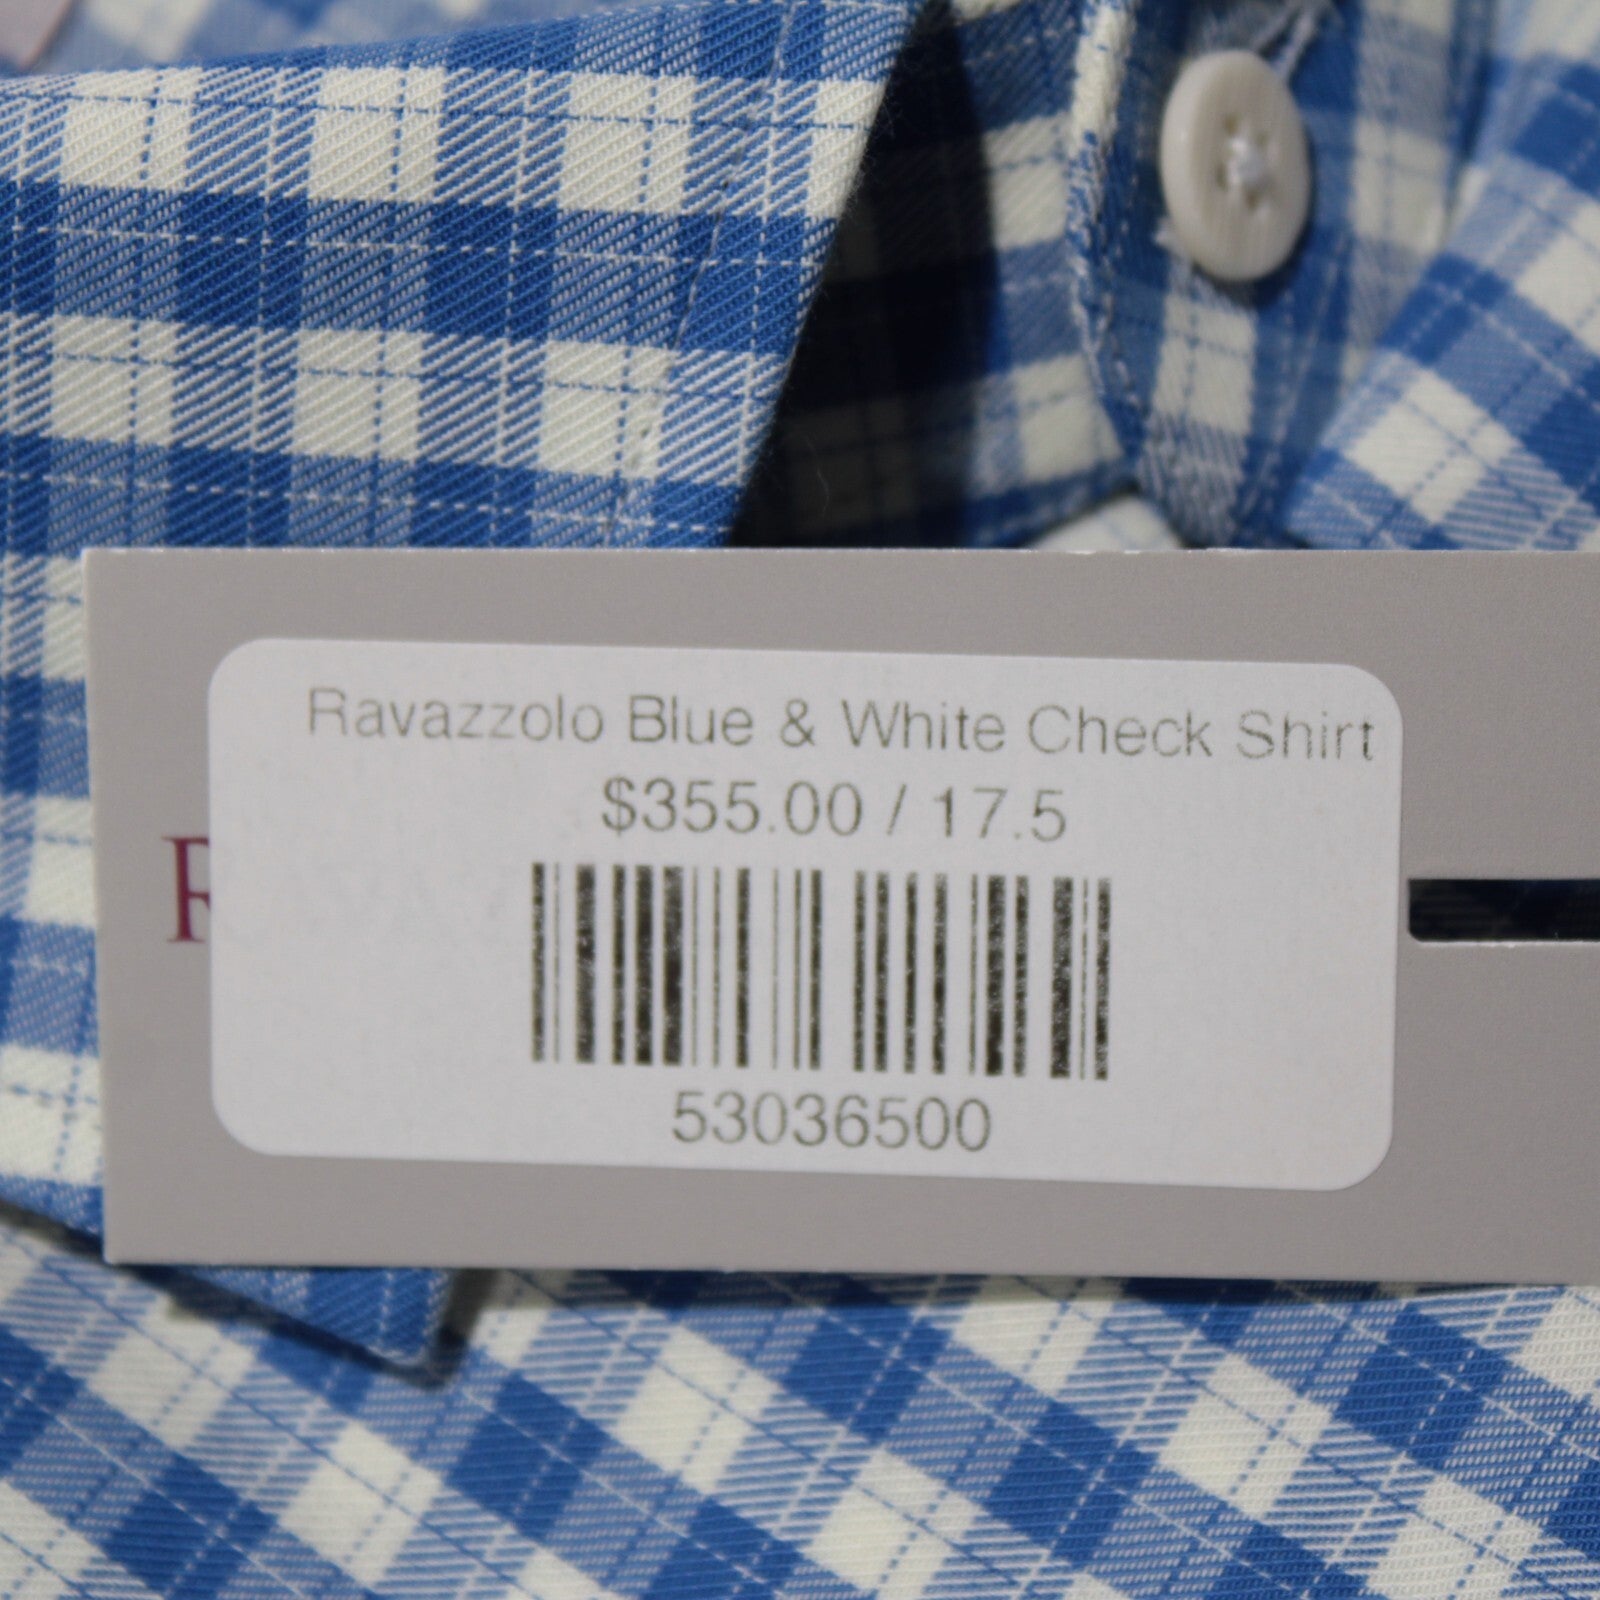 Ravazzolo Blue & White Check Shirt
$355.00 / 17.5
R
53036500